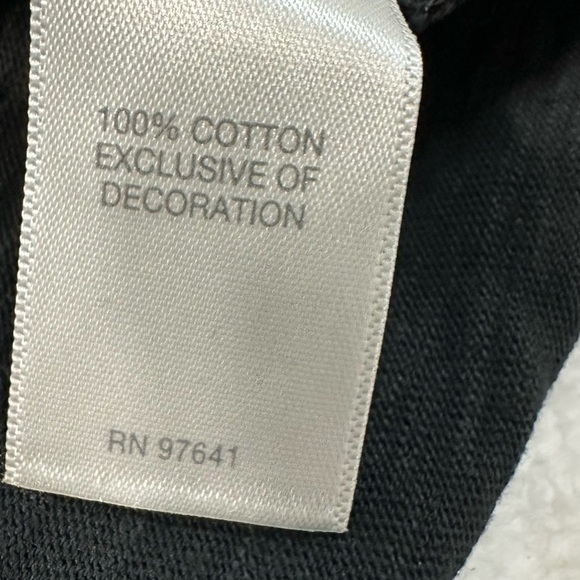 100% COTTON
EXCLUSIVE OF
DECORATION
RN 97641